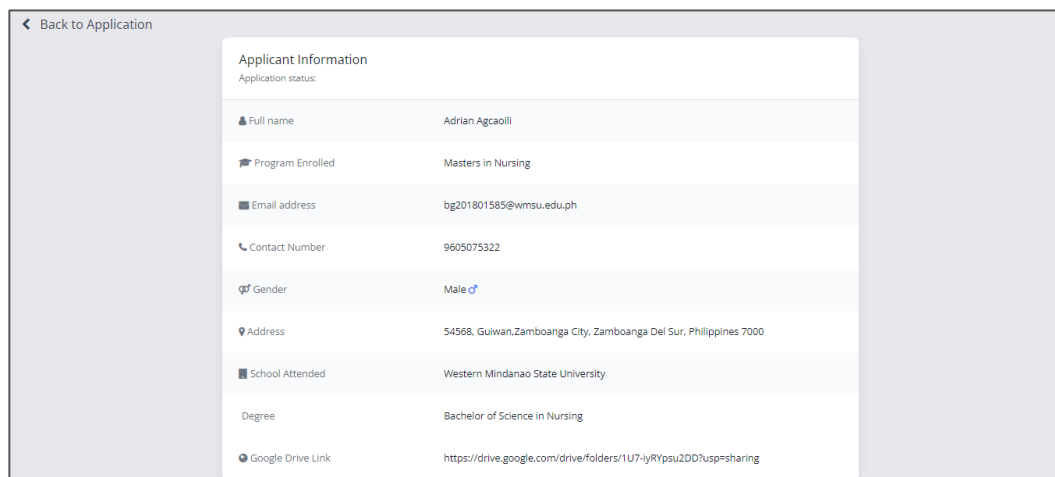 Back to Application
Applicant Information
Application status:
Full name Adrian Agcaoili
Program Enrolled Masters in Nursing
Email address bg201801585@wmsu.edu.ph
Contact Number 9605075322
Gender Male
Address 54568, Guiwan,Zamboanga City, Zamboanga Del Sur, Philippines 7000
School Attended Western Mindanao State University
Degree Bachelor of Science in Nursing
Google Drive Link https://drive.google.com/drive/folders/1U7-iyRYpsu2DD?usp=sharing